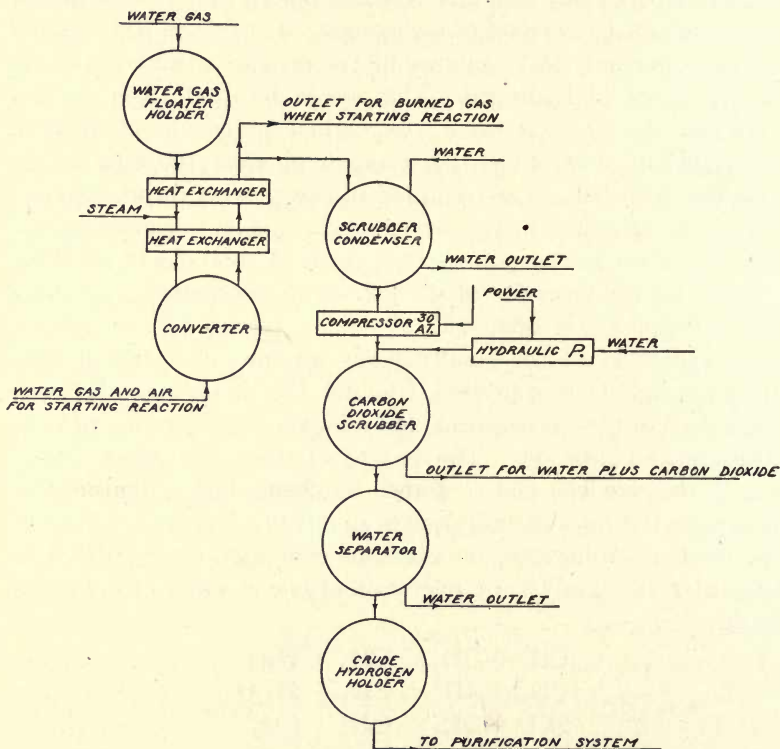 WATER GAS
WATER GAS
FLOATER
HOLDER
OUTLET FOR BURNED GAS
WHEN STARTING REACTION
WATER
HEAT EXCHANGER
STEAM
HEAT EXCHANGER
SCRUBBER
CONDENSER
WATER OUTLET
POWER
CONVERTER
COMPRESSOR 30
AT.
HYDRAULIC P.
WATER
WATER GAS AND AIR
FOR STARTING REACTION
CARBON
DIOXIDE
SCRUBBER
OUTLET FOR WATER PLUS CARBON DIOXIDE
WATER
SEPARATOR
WATER OUTLET
CRUDE
HYDROGEN
HOLDER
TO PURIFICATION SYSTEM